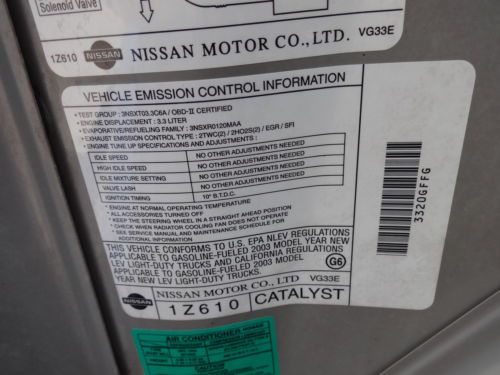 Solenoid Valve
1Z610 NISSAN NISSAN MOTOR CO., LTD. VG33E
VEHICLE EMISSION CONTROL INFORMATION
* TEST GROUP : 3NSXT03.3C6A / OBD-II CERTIFIED
* ENGINE DISPLACEMENT : 3.3 LITER
* EVAPORATIVE/REFUELING FAMILY : 3NSXR0120MAA
* EXHAUST EMISSION CONTROL TYPE : 2TWC(2) / 2HO2S(2) / EGR / SFI
* ENGINE TUNE UP SPECIFICATIONS AND ADJUSTMENTS :
IDLE SPEED NO OTHER ADJUSTMENTS NEEDED
HIGH IDLE SPEED NO OTHER ADJUSTMENTS NEEDED
IDLE MIXTURE SETTING NO OTHER ADJUSTMENTS NEEDED
VALVE LASH NO OTHER ADJUSTMENTS NEEDED
IGNITION TIMING 10° B.T.D.C.
* ENGINE AT NORMAL OPERATING TEMPERATURE
* ALL ACCESSORIES TURNED OFF
* KEEP THE STEERING WHEEL IN A STRAIGHT AHEAD POSITION
* CHECK WHEN RADIATOR COOLING FAN DOES NOT OPERATE
* SEE SERVICE MANUAL AND MAINTENANCE SCHEDULE FOR
ADDITIONAL INFORMATION
THIS VEHICLE CONFORMS TO U.S. EPA NLEV REGULATIONS
APPLICABLE TO GASOLINE-FUELED 2003 MODEL YEAR NEW
LEV LIGHT-DUTY TRUCKS AND CALIFORNIA REGULATIONS
APPLICABLE TO GASOLINE-FUELED 2003 MODEL
YEAR NEW LEV LIGHT-DUTY TRUCKS.
G6
NISSAN NISSAN MOTOR CO., LTD VG33E
1Z610 CATALYST
3320GFFG
AIR CONDITIONER